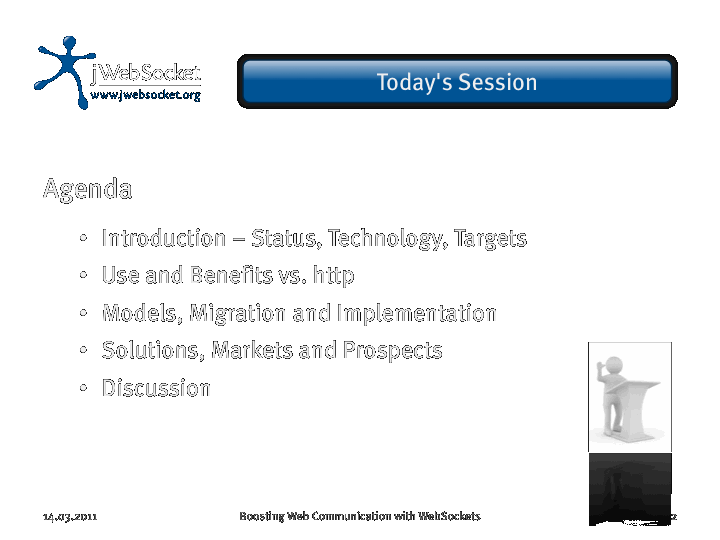 jWebSocket
www.jwebsocket.org
Today's Session
Agenda
• Introduction – Status, Technology, Targets
• Use and Benefits vs. http
• Models, Migration and Implementation
• Solutions, Markets and Prospects
• Discussion
14.03.2011 Boosting Web Communication with WebSockets 2